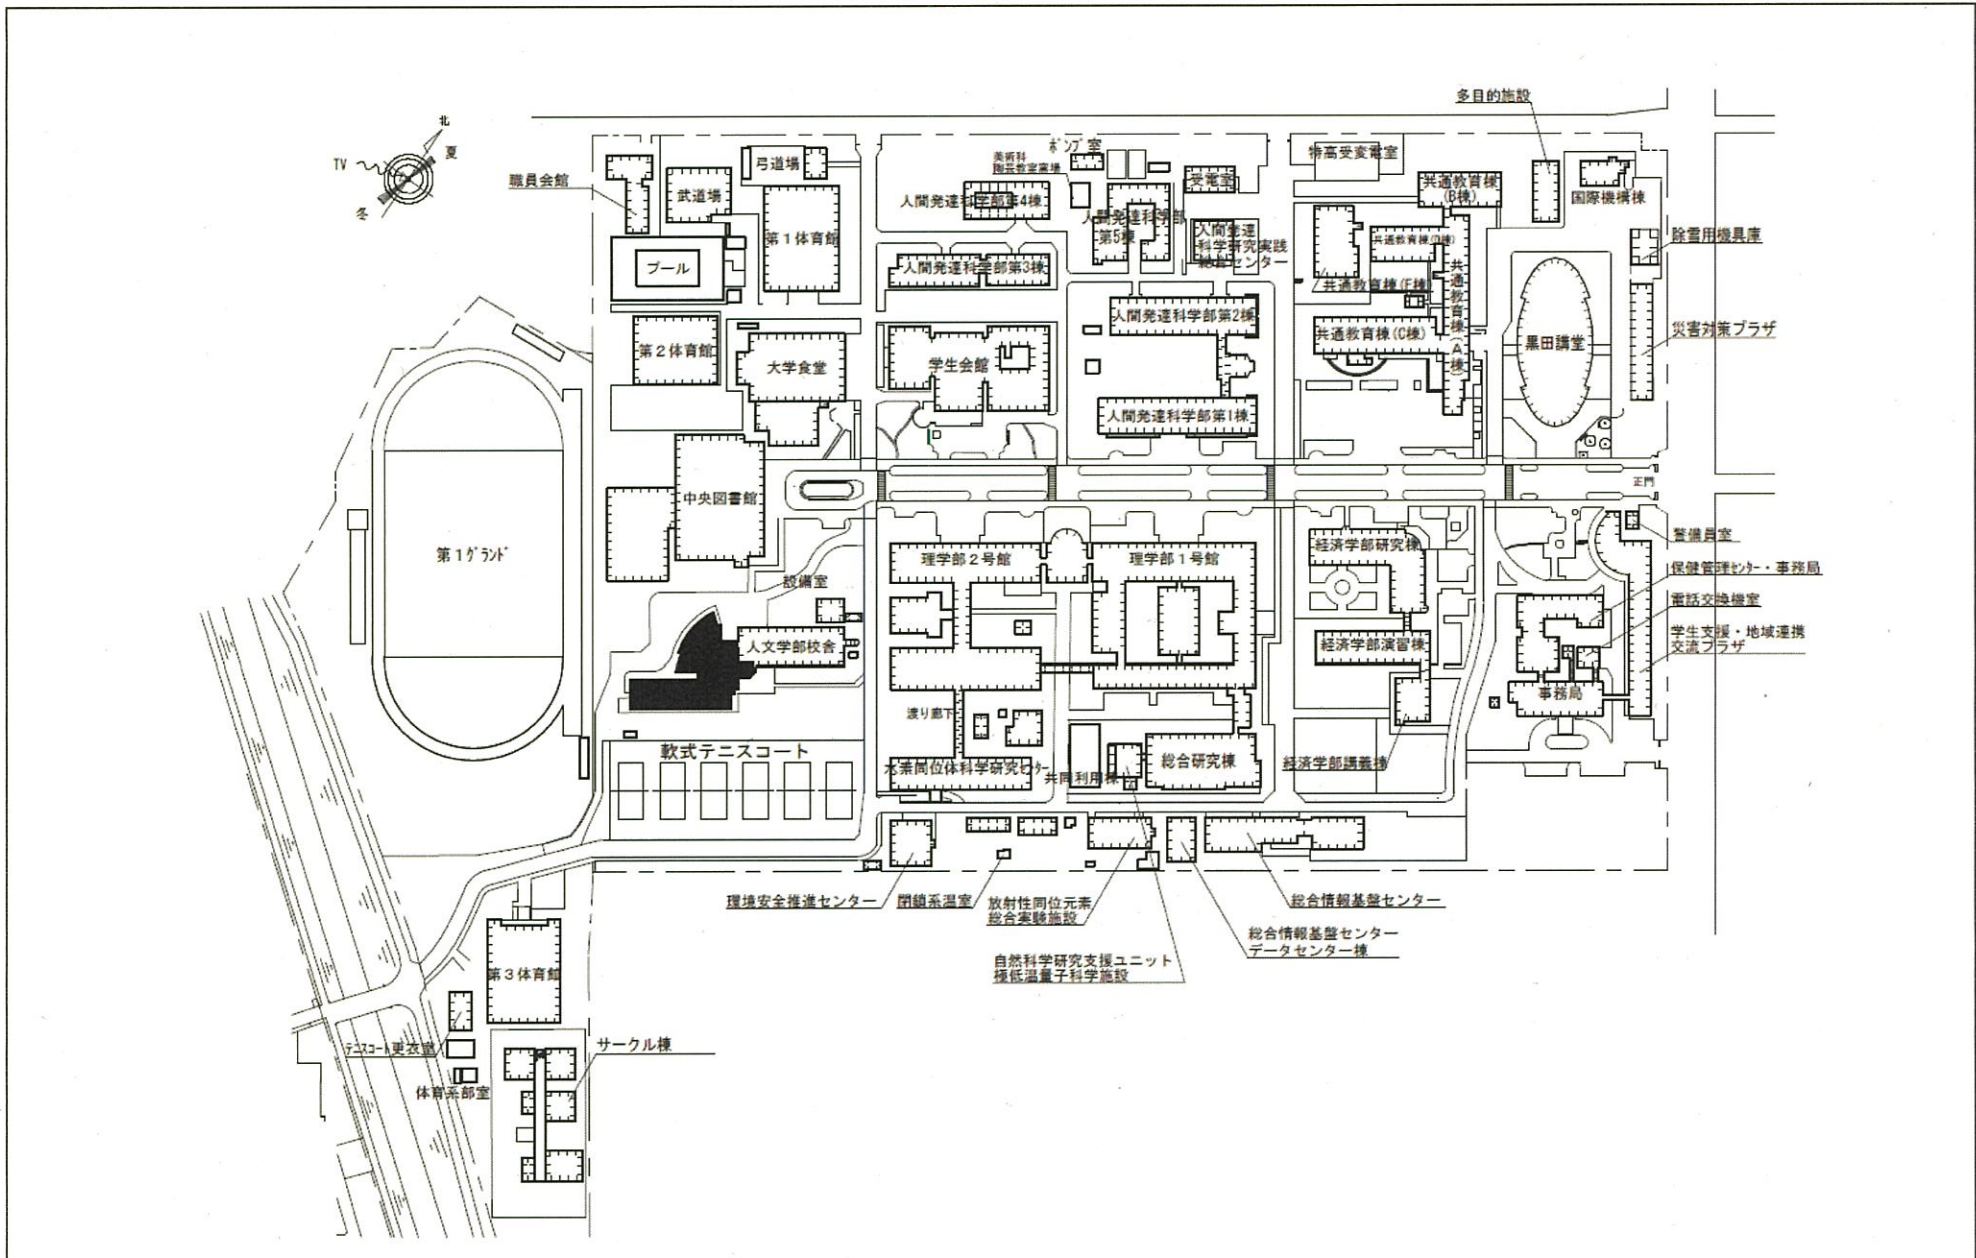 多目的施設
北
夏
TV
冬
職員会館
武道場
弓道場
第1体育館
プール
第2体育館
大学食堂
中央図書館
第1グランド
ポンプ室
美術科
陶芸教室窯場
人間発達科学部第4棟
人間発達科学部
第5棟
受電室
人間発達
科学研究実践
総合センター
人間発達科学部第3棟
人間発達科学部第2棟
学生会館
人間発達科学部第1棟
特高受変電室
共通教育棟
(B棟)
共通教育棟(D棟)
共通教育棟(E棟)
共通教育棟(A棟)
共通教育棟(C棟)
国際機構棟
除雪用機具庫
災害対策プラザ
黒田講堂
正門
警備員室
保健管理センター・事務局
電話交換機室
学生支援・地域連携
交流プラザ
事務局
設備室
人文学部校舎
理学部2号館
理学部1号館
経済学部研究棟
経済学部演習棟
経済学部講義棟
渡り廊下
軟式テニスコート
水素同位体科学研究センター
共同利用棟
総合研究棟
環境安全推進センター
閉鎖系温室
放射性同位元素
総合実験施設
総合情報基盤センター
総合情報基盤センター
データセンター棟
自然科学研究支援ユニット
極低温量子科学施設
第3体育館
テニスコート更衣室
体育系部室
サークル棟